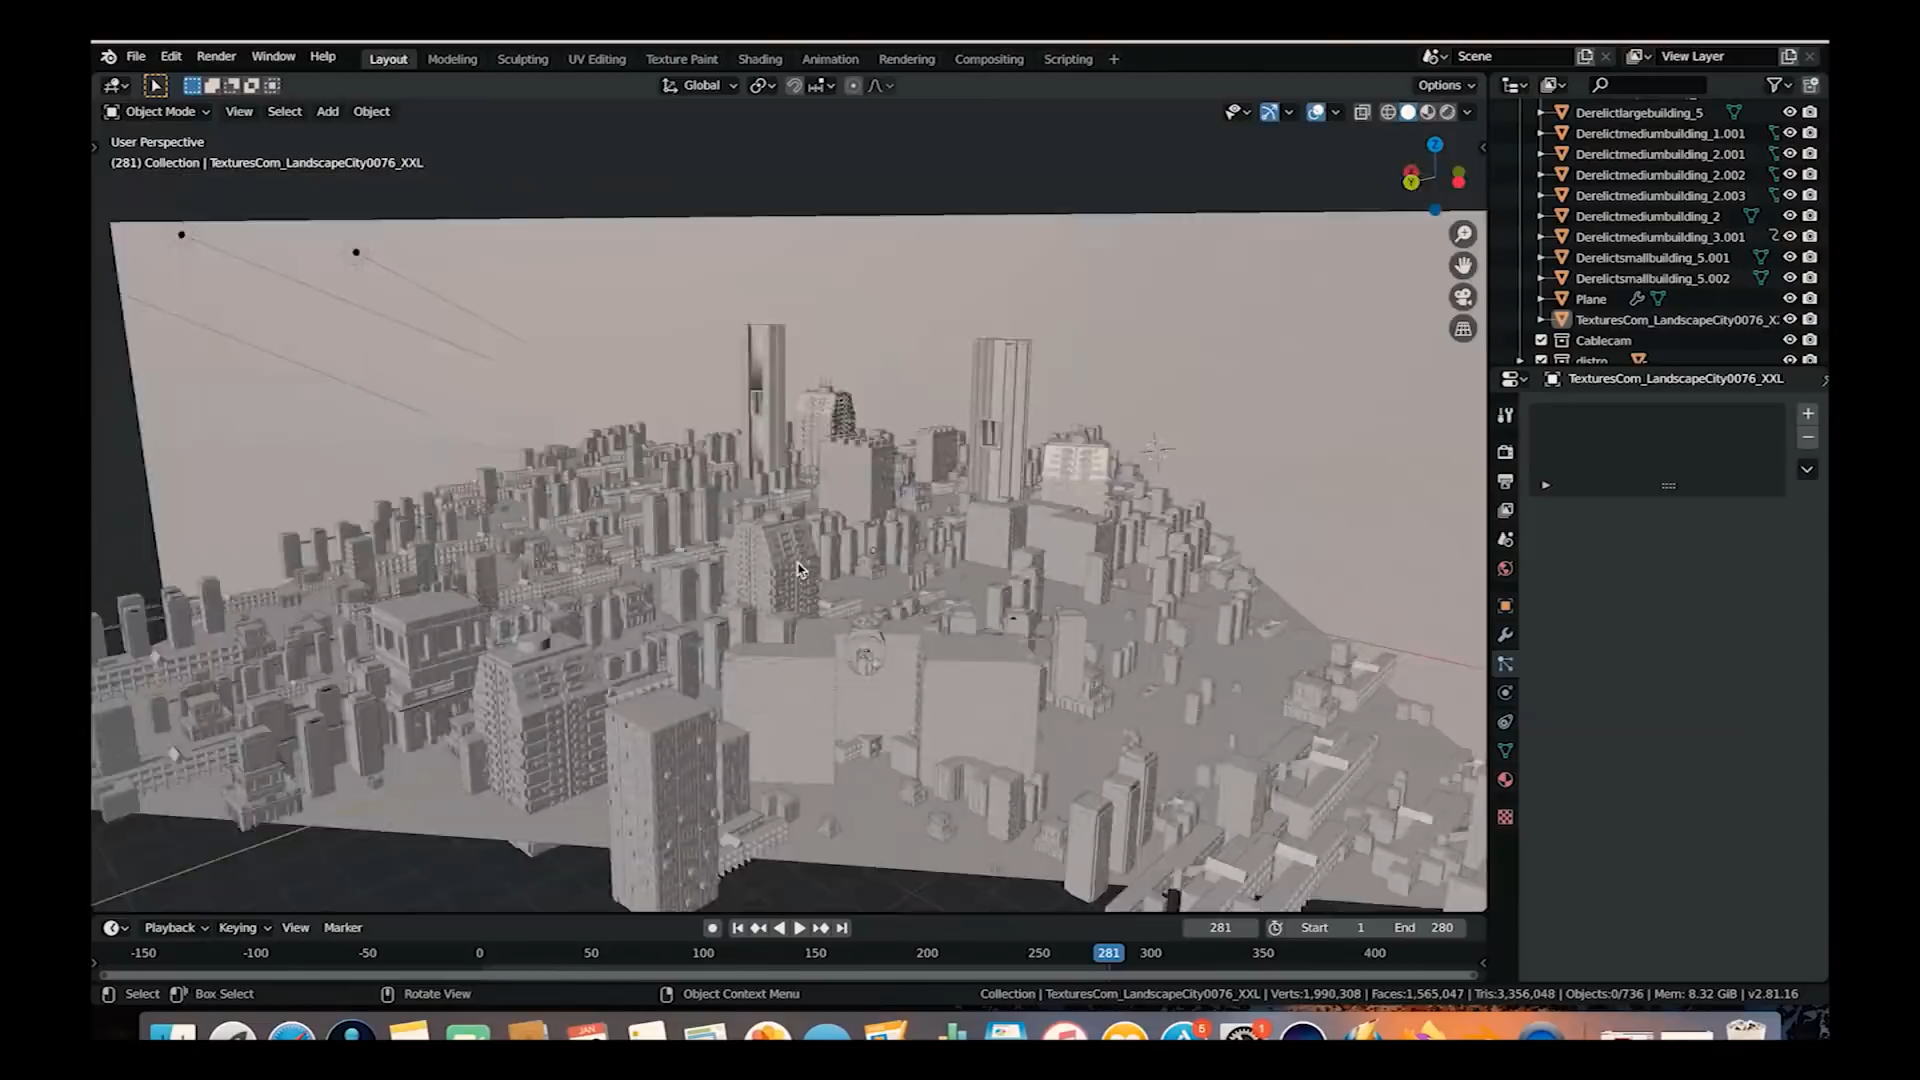 File Edit Render Window Help Layout Modeling Sculpting UV Editing Texture Paint Shading Animation Rendering Compositing Scripting + Scene View Layer
Global Options
Object Mode View Select Add Object
User Perspective
(281) Collection | TexturesCom_LandscapeCity0076_XXL
Z
Y
Derelictlargebuilding_5
Derelictmediumbuilding_1.001
Derelictmediumbuilding_2.001
Derelictmediumbuilding_2.002
Derelictmediumbuilding_2.003
Derelictmediumbuilding_2
Derelictmediumbuilding_3.001
Derelictsmallbuilding_5.001
Derelictsmallbuilding_5.002
Plane
TexturesCom_LandscapeCity0076_X
Cablecam
distro
TexturesCom_LandscapeCity0076_XXL
Playback Keying View Marker 281 Start 1 End 280
-150 -100 -50 0 50 100 150 200 250 281 300 350 400
Select Box Select Rotate View Object Context Menu Collection | TexturesCom_LandscapeCity0076_XXL | Verts:1,990,308 | Faces:1,565,047 | Tris:3,356,048 | Objects:0/736 | Mem: 8.32 GiB | v2.81.16
JAN 5 1